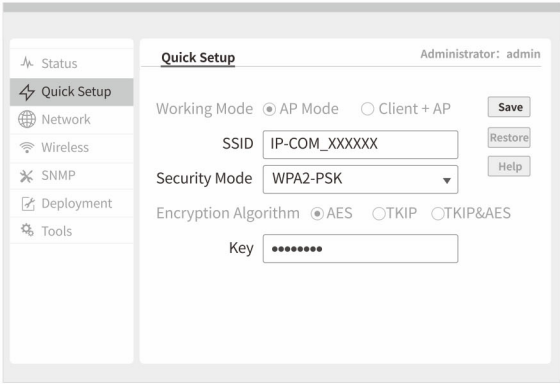 Status
Quick Setup
Network
Wireless
SNMP
Deployment
Tools
Quick Setup
Administrator: admin
Working Mode AP Mode Client + AP
SSID IP-COM_XXXXXX
Security Mode WPA2-PSK
Encryption Algorithm AES TKIP TKIP&AES
Key ●●●●●●●●
Save
Restore
Help